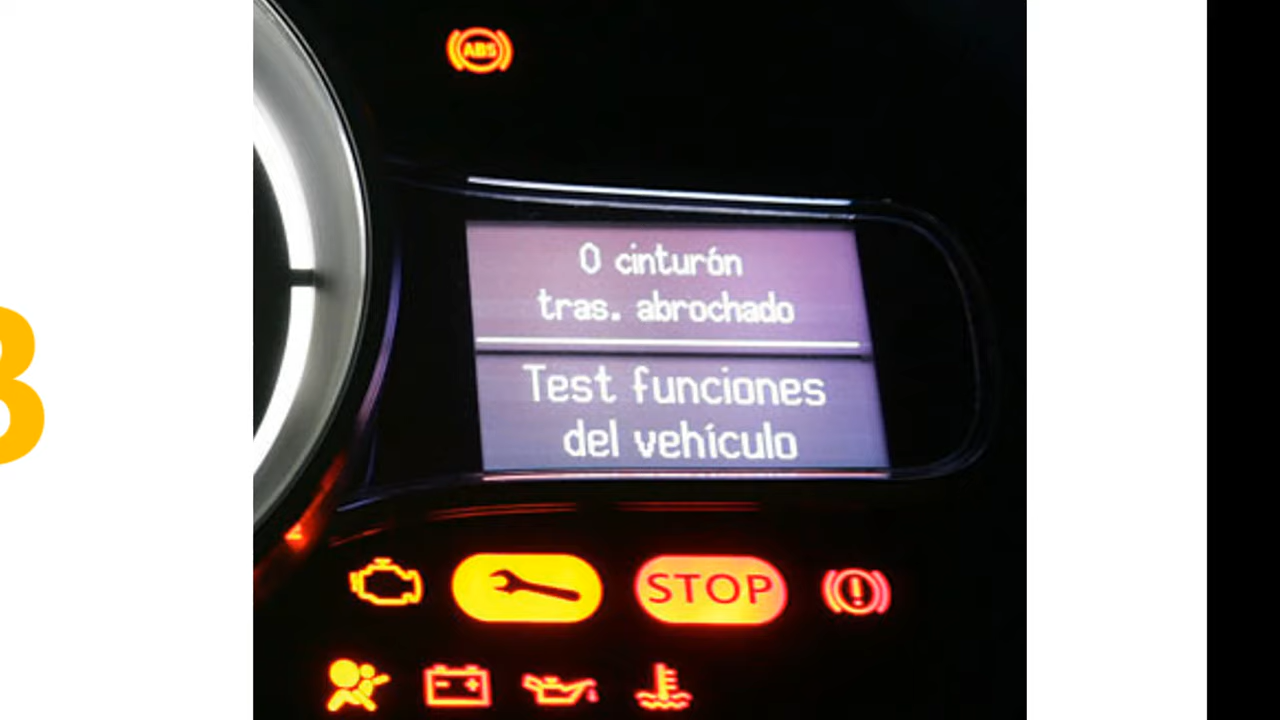 ABS
0 cinturón
tras. abrochado
Test funciones
del vehículo
STOP